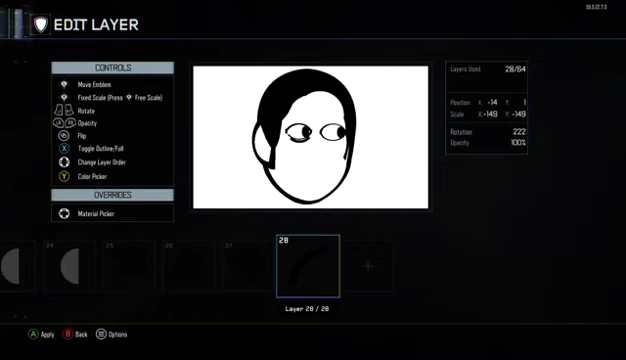 EDIT LAYER
CONTROLS
Move Emblem
Fixed Scale (Press Free Scale)
Rotate
Opacity
Flip
X Toggle Outline/Full
Change Layer Order
Y Color Picker
OVERRIDES
Material Picker
Layers Used 28/64
Position X: -14 Y: 1
Scale X: -149 Y: -149
Rotation: 222
Opacity: 100%
24
25
26
27
28
Layer 28 / 28
A Apply B Back Options